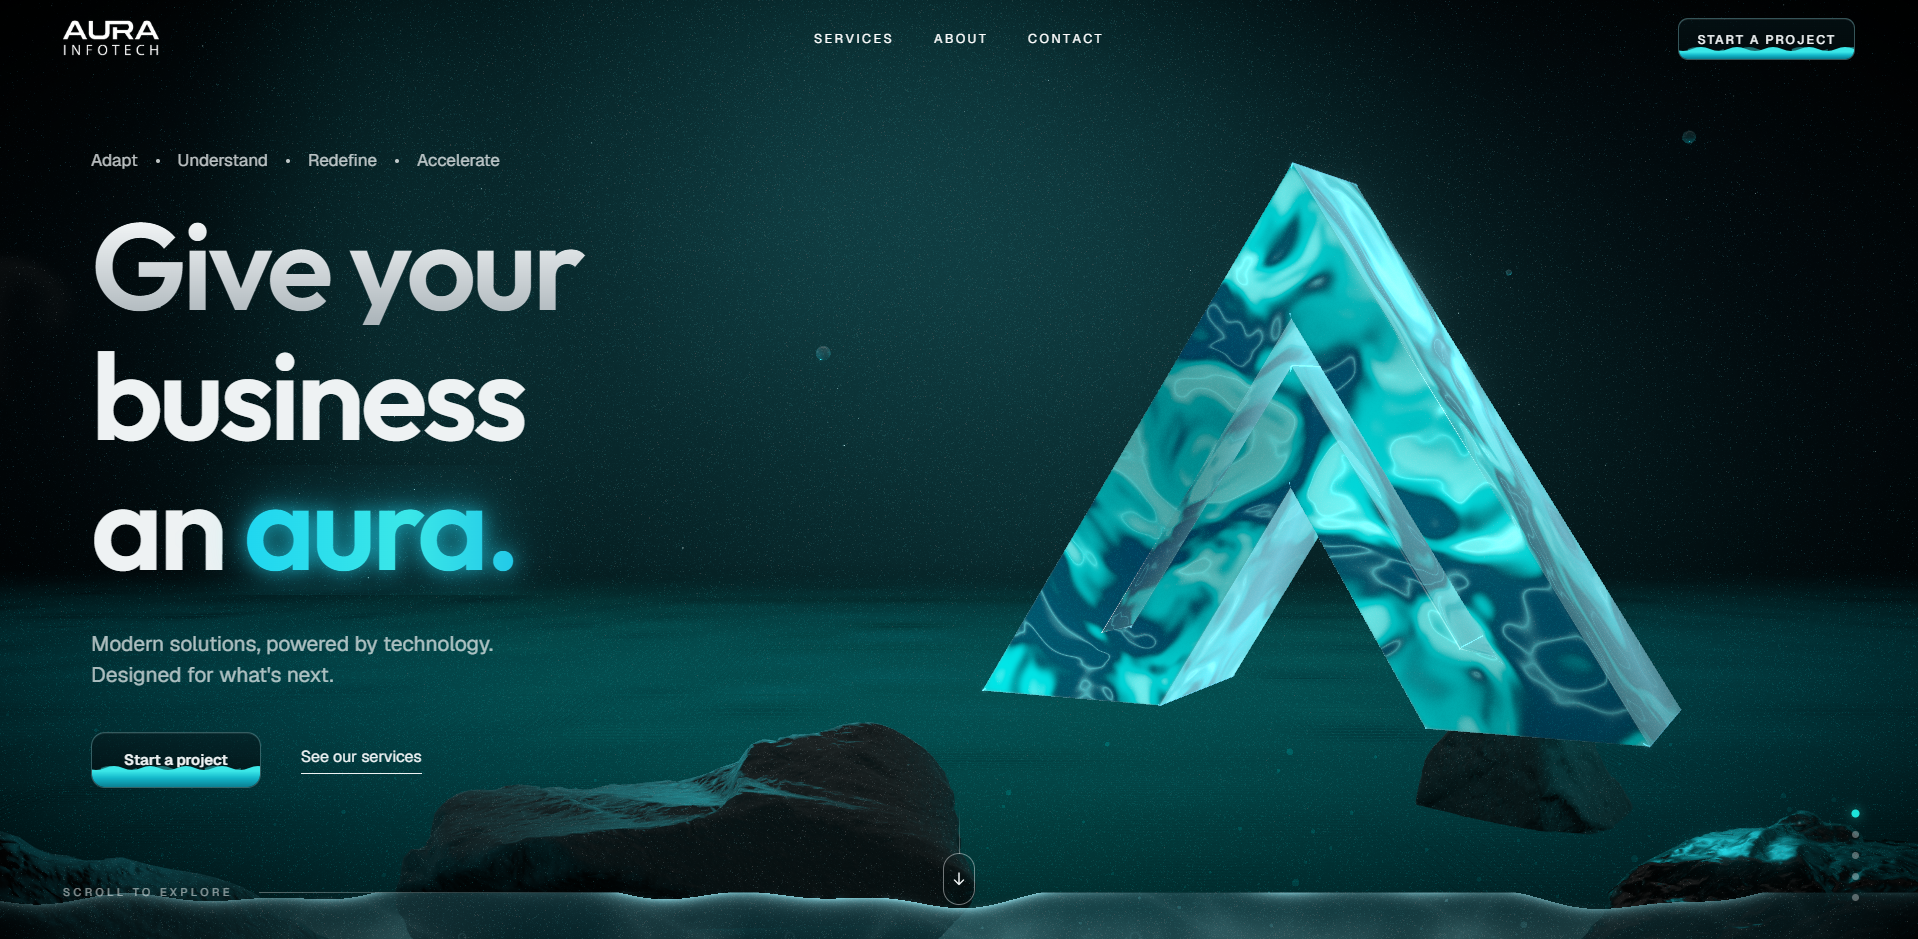 AURA
INFOTECH
SERVICES ABOUT CONTACT
START A PROJECT
Adapt • Understand • Redefine • Accelerate
Give your
business
an aura.
Modern solutions, powered by technology.
Designed for what's next.
Start a project
See our services
SCROLL TO EXPLORE